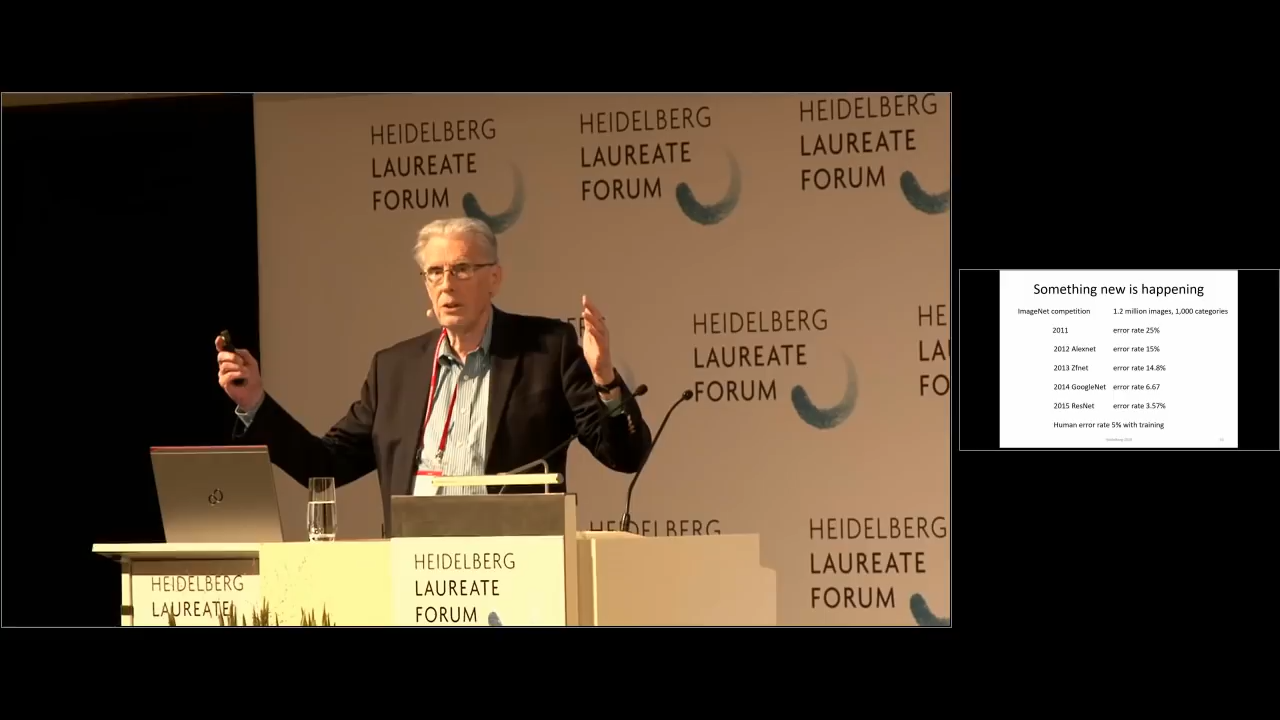 HEIDELBERG
LAUREATE
FORUM
HEIDELBERG
LAUREATE
FORUM
HEIDELBERG
LAUREATE
FORUM
HEIDELBERG
LAUREATE
FORUM
HE
LA
FO
HEIDELBERG
HEIDELBERG
LAUREATE
FORUM
HEIDELBERG
LAUREATE
HEIDELBERG
LAUREATE
FORUM
Something new is happening
ImageNet competition 1.2 million images, 1,000 categories
2011 error rate 25%
2012 Alexnet error rate 15%
2013 Zfnet error rate 14.8%
2014 GoogleNet error rate 6.67
2015 ResNet error rate 3.57%
Human error rate 5% with training